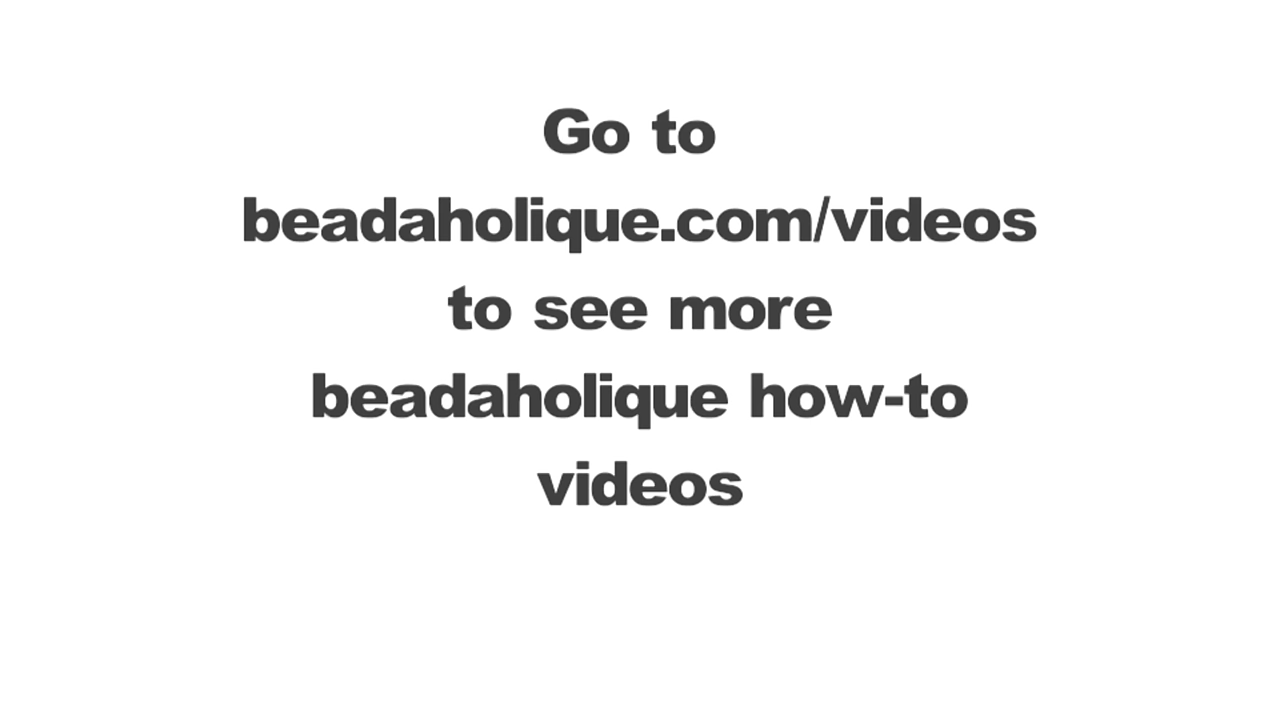 Go to
beadaholique.com/videos
to see more
beadaholique how-to
videos